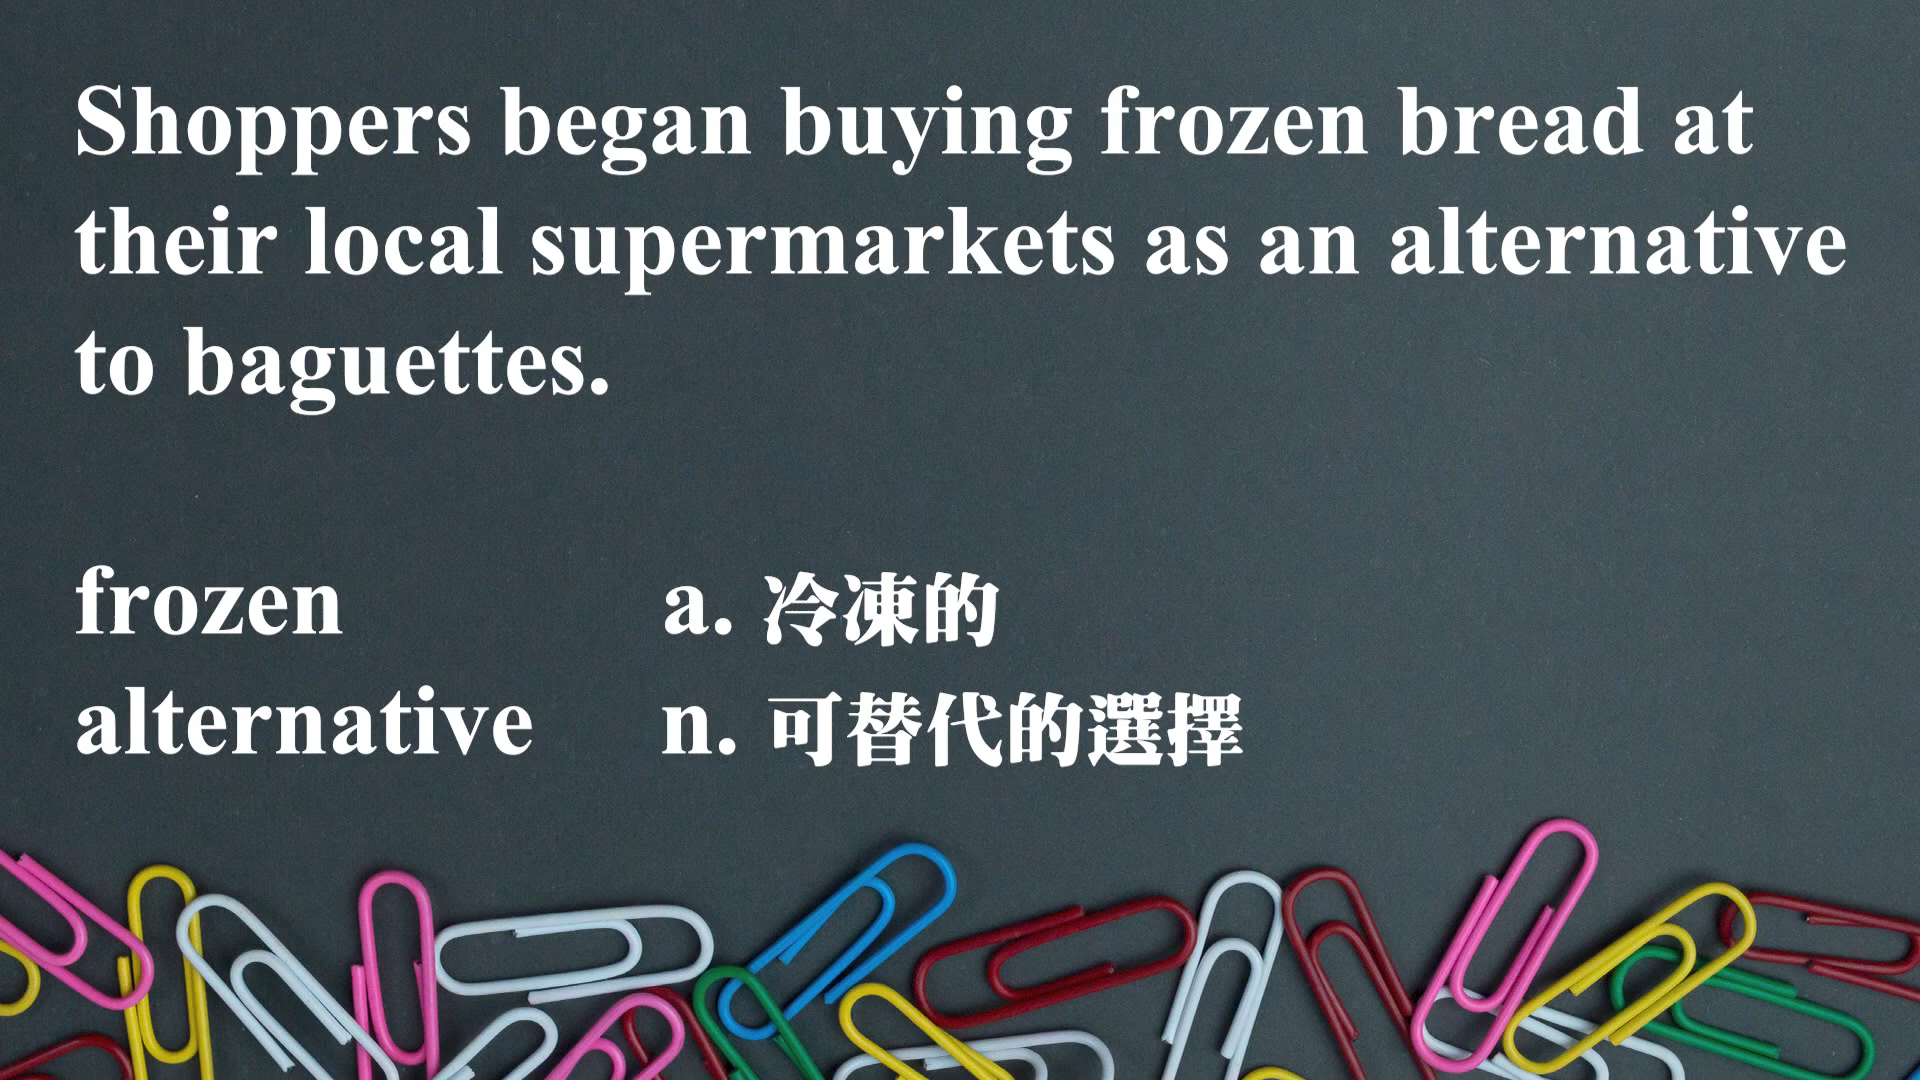 Shoppers began buying frozen bread at
their local supermarkets as an alternative
to baguettes.
frozen a. 冷凍的
alternative n. 可替代的選擇